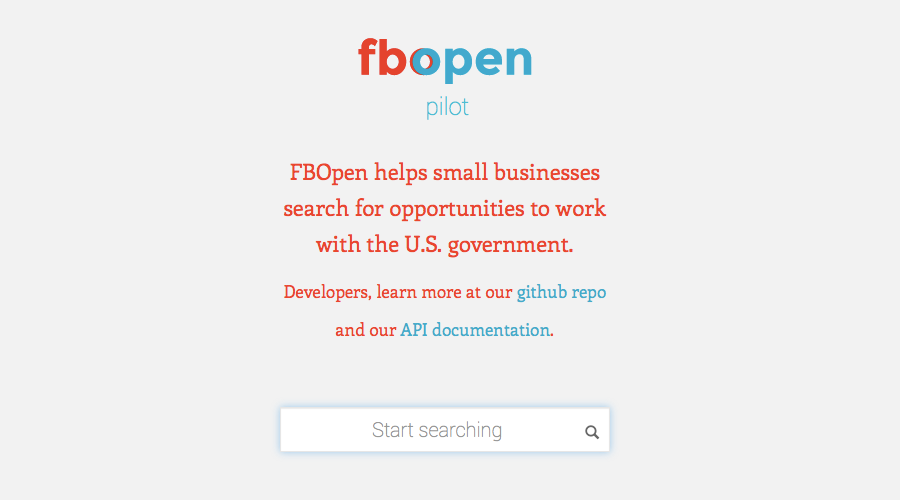 fbopen
pilot
FBOpen helps small businesses
search for opportunities to work
with the U.S. government.
Developers, learn more at our github repo
and our API documentation.
Start searching